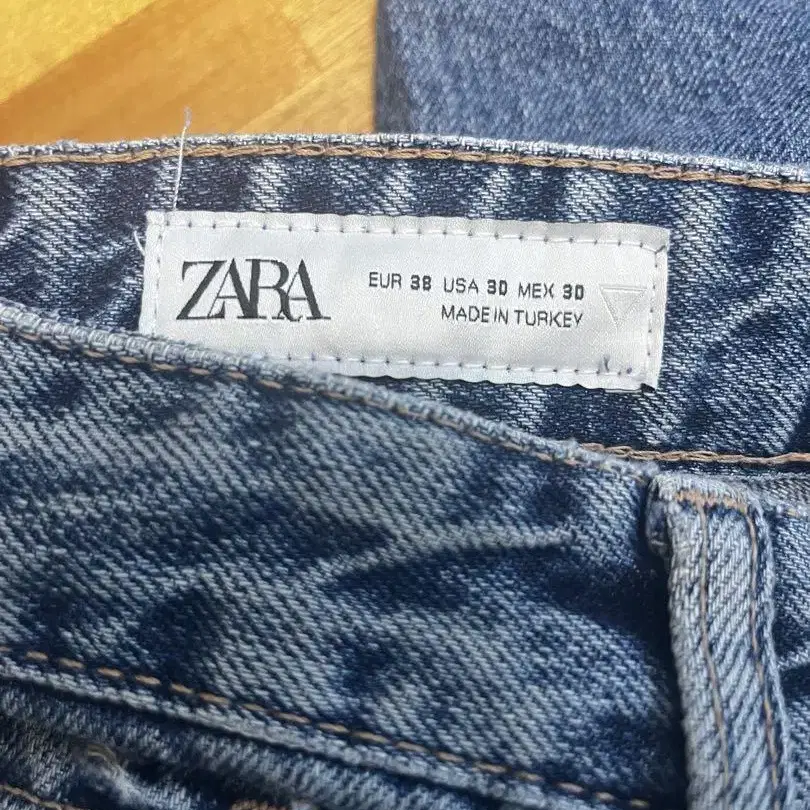 ZARA
EUR 38 USA 30 MEX 30
MADE IN TURKEY